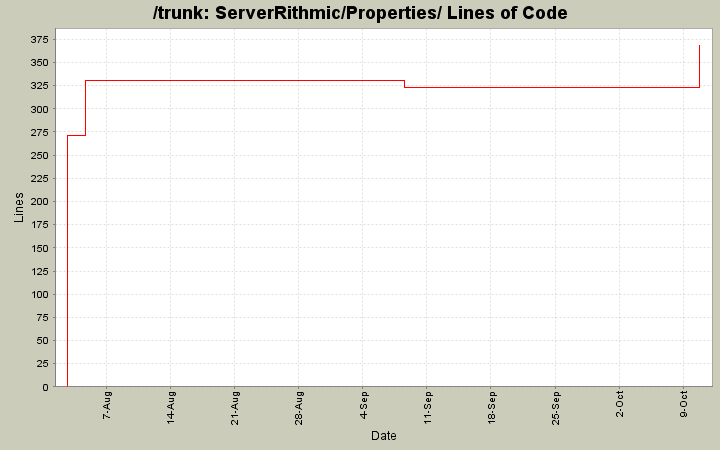 /trunk: ServerRithmic/Properties/ Lines of Code
375
350
325
300
275
250
225
200
175
150
125
100
75
50
25
0
Lines
7-Aug
14-Aug
21-Aug
28-Aug
4-Sep
11-Sep
18-Sep
25-Sep
2-Oct
9-Oct
Date